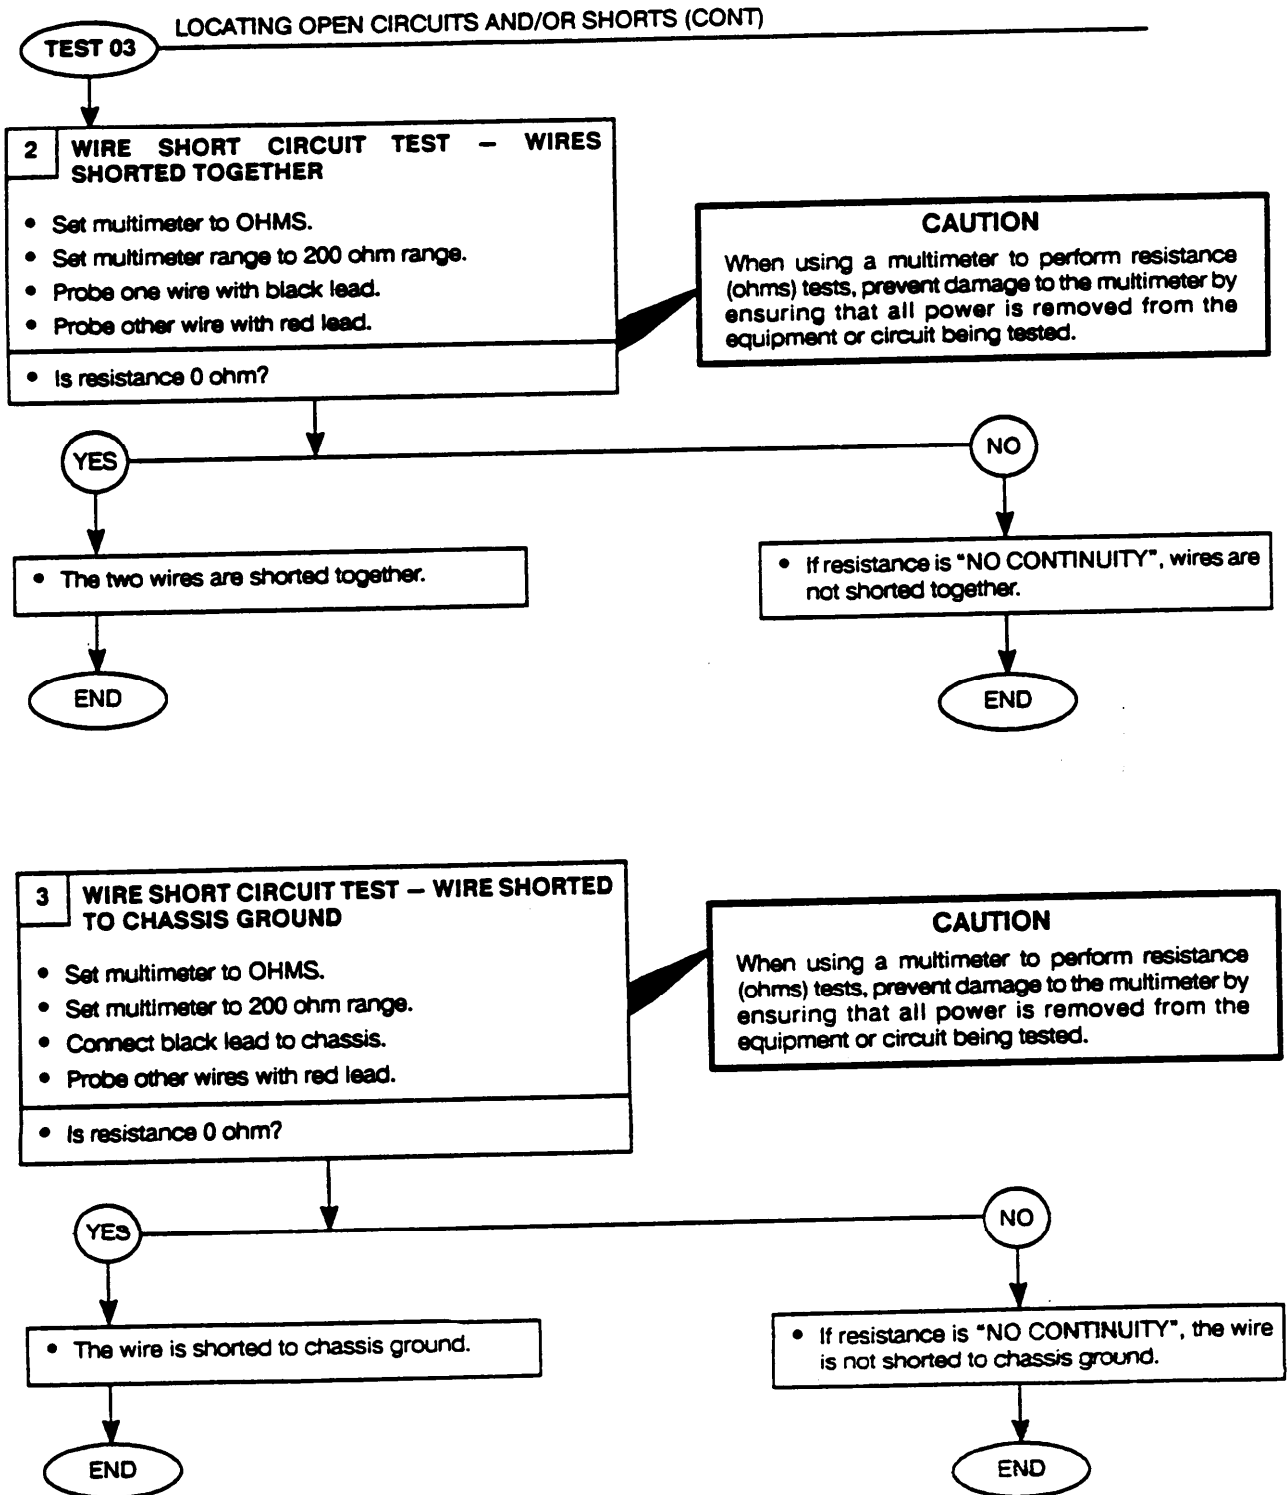 LOCATING OPEN CIRCUITS AND/OR SHORTS (CONT)
TEST 03
2
WIRE SHORT CIRCUIT TEST – WIRES
SHORTED TOGETHER
• Set multimeter to OHMS.
• Set multimeter range to 200 ohm range.
• Probe one wire with black lead.
• Probe other wire with red lead.
• Is resistance 0 ohm?
CAUTION
When using a multimeter to perform resistance
(ohms) tests, prevent damage to the multimeter by
ensuring that all power is removed from the
equipment or circuit being tested.
YES
NO
• The two wires are shorted together.
• If resistance is "NO CONTINUITY", wires are
not shorted together.
END
END
3
WIRE SHORT CIRCUIT TEST – WIRE SHORTED
TO CHASSIS GROUND
• Set multimeter to OHMS.
• Set multimeter to 200 ohm range.
• Connect black lead to chassis.
• Probe other wires with red lead.
• Is resistance 0 ohm?
CAUTION
When using a multimeter to perform resistance
(ohms) tests, prevent damage to the multimeter by
ensuring that all power is removed from the
equipment or circuit being tested.
YES
NO
• The wire is shorted to chassis ground.
• If resistance is "NO CONTINUITY", the wire
is not shorted to chassis ground.
END
END